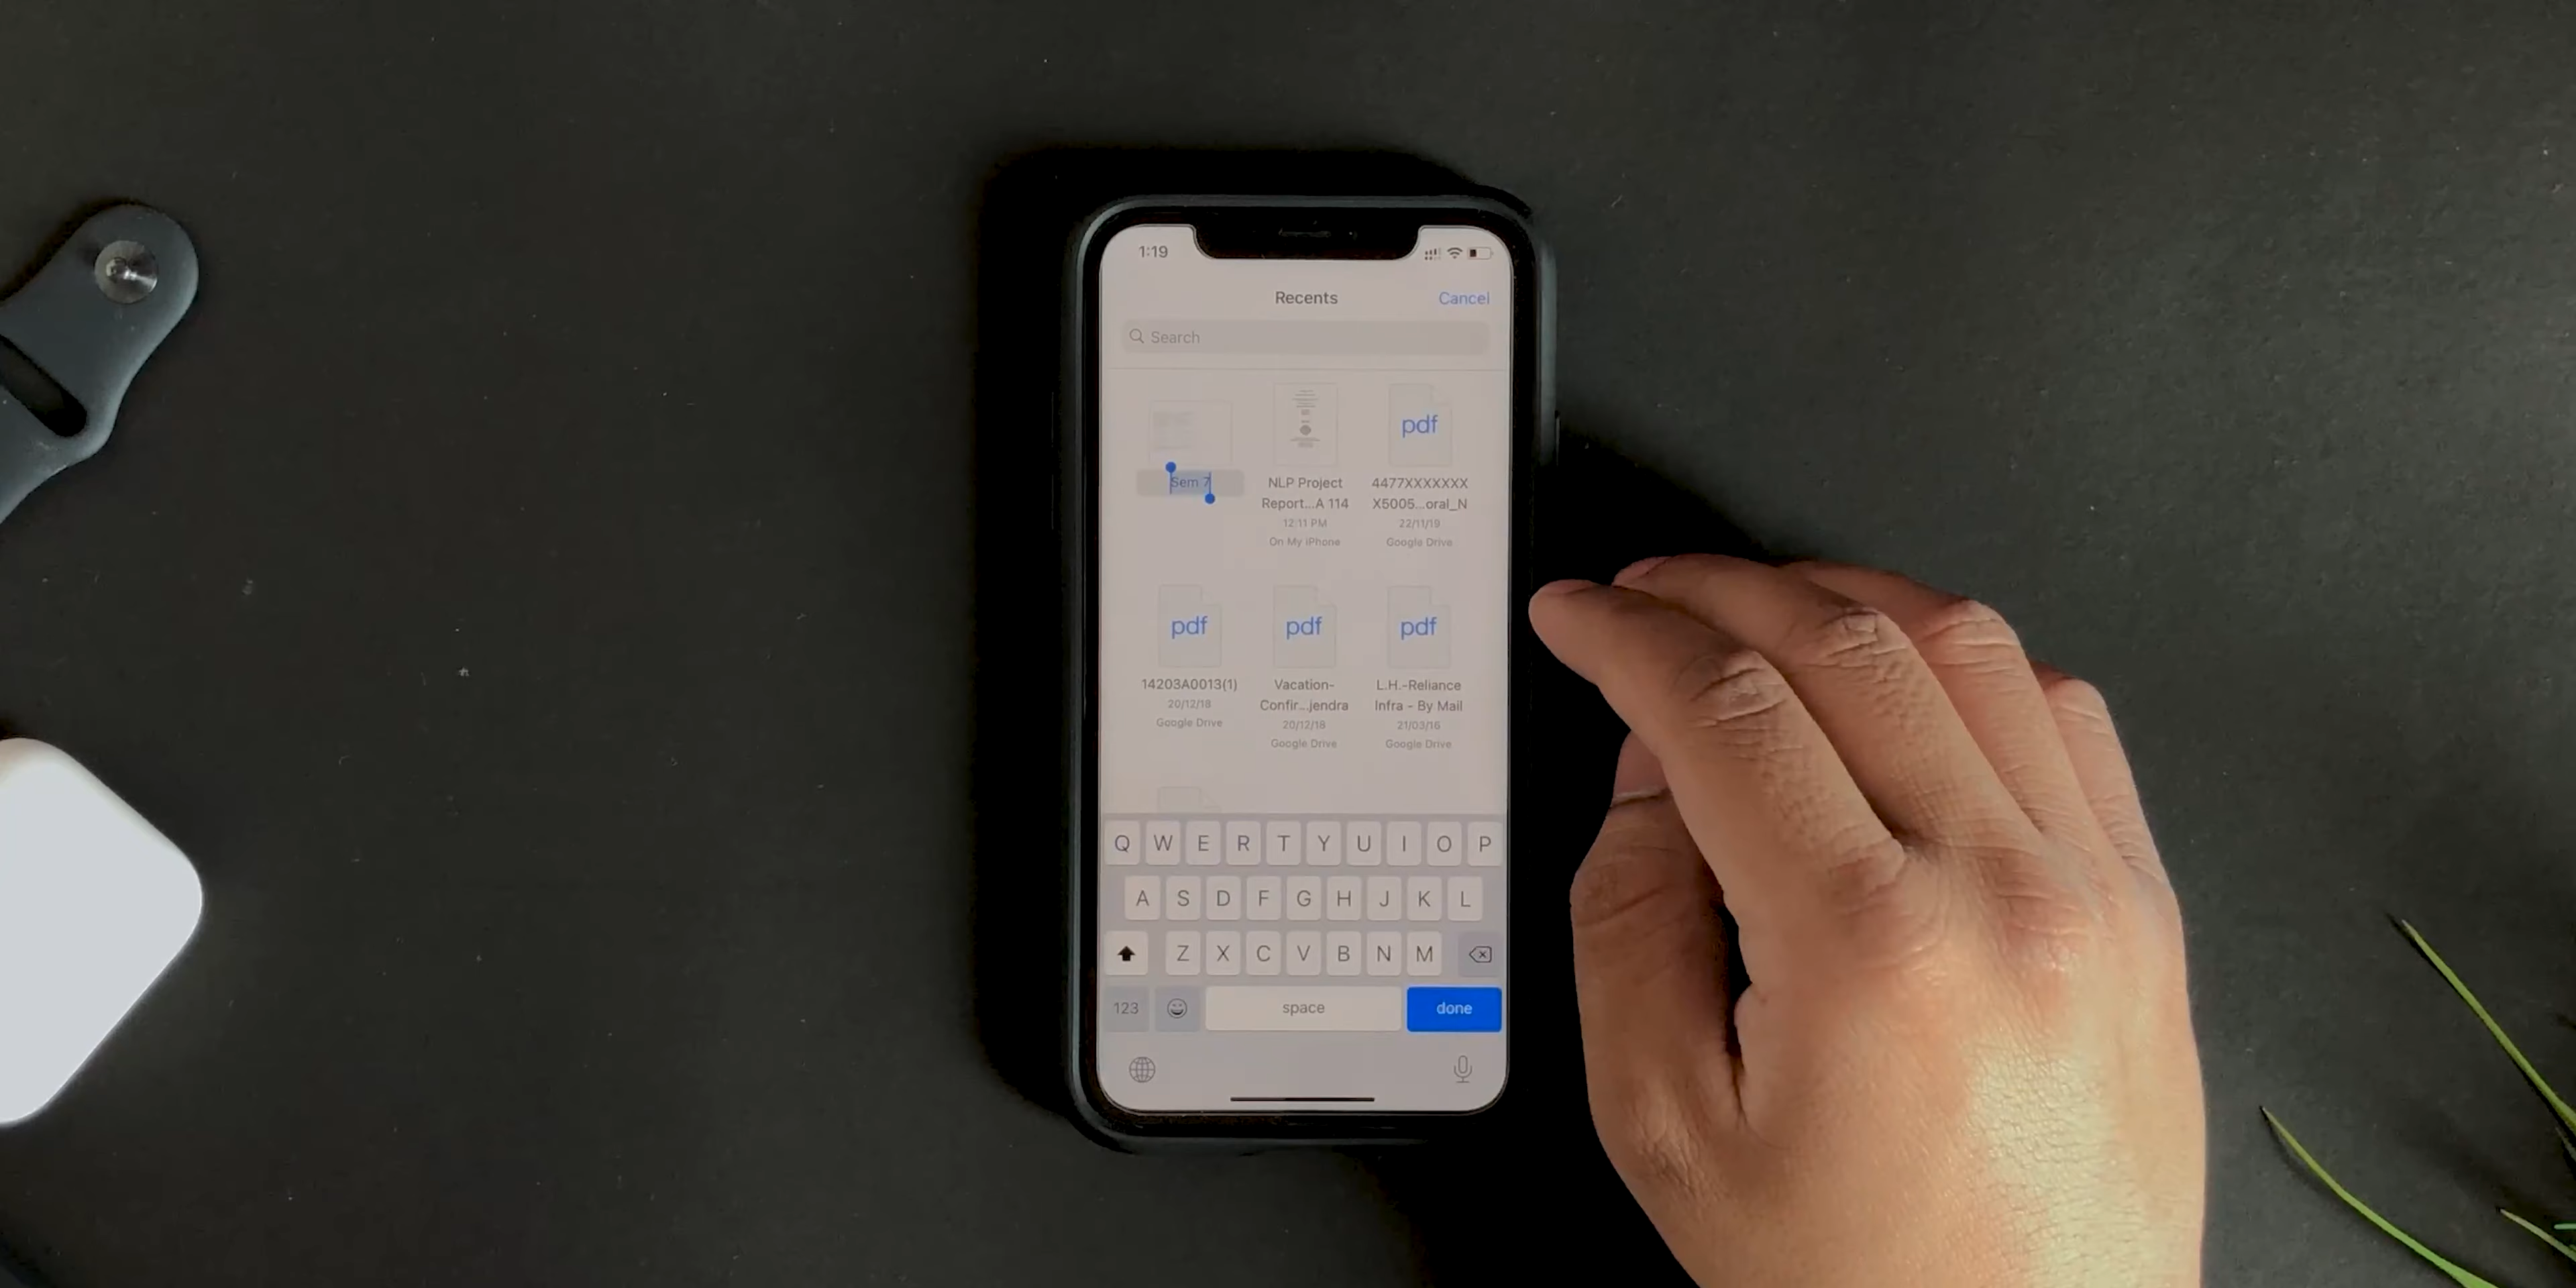 1:19
Recents
Cancel
Search
pdf
Sem 7
NLP Project
Report...A 114
12:11 PM
On My iPhone
4477XXXXXXX
X5005...oral_N
22/11/19
Google Drive
pdf
pdf
pdf
14203A0013(1)
20/12/18
Google Drive
Vacation-
Confir...jendra
20/12/18
Google Drive
L.H.-Reliance
Infra - By Mail
21/03/16
Google Drive
Q W E R T Y U I O P
A S D F G H J K L
Z X C V B N M
123
space
done